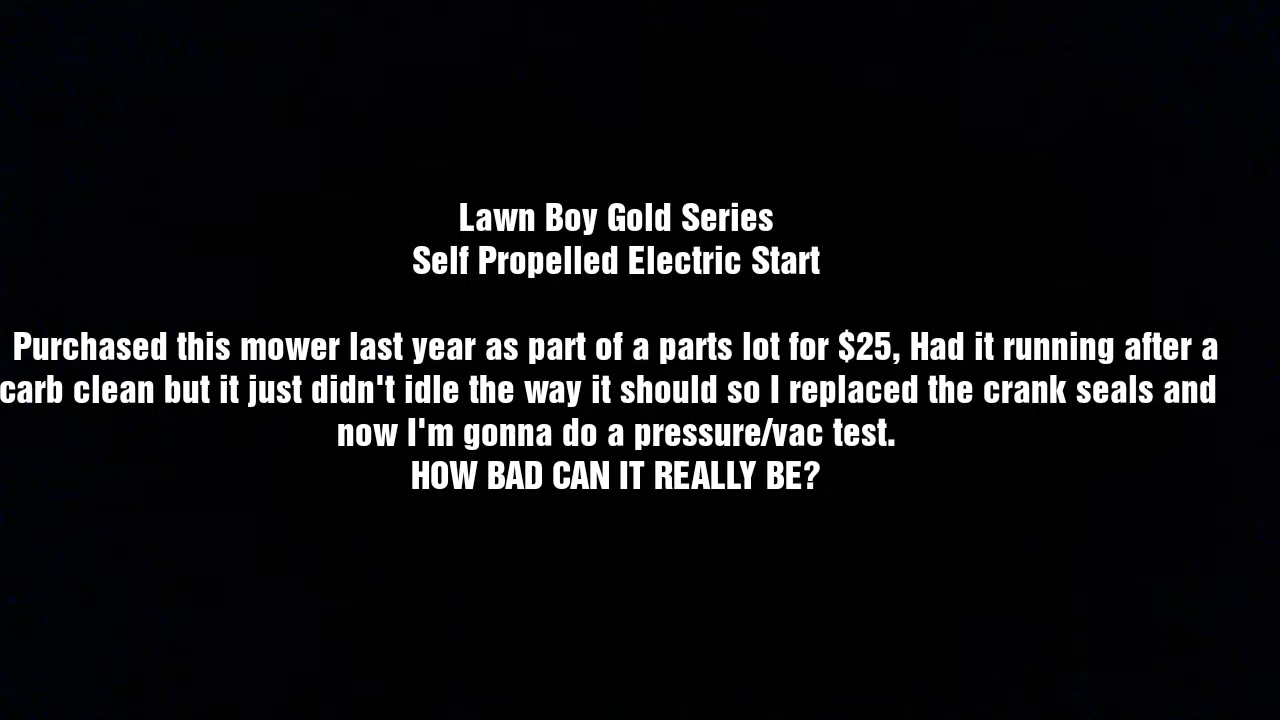 Lawn Boy Gold Series
Self Propelled Electric Start
Purchased this mower last year as part of a parts lot for $25, Had it running after a
carb clean but it just didn't idle the way it should so I replaced the crank seals and
now I'm gonna do a pressure/vac test.
HOW BAD CAN IT REALLY BE?